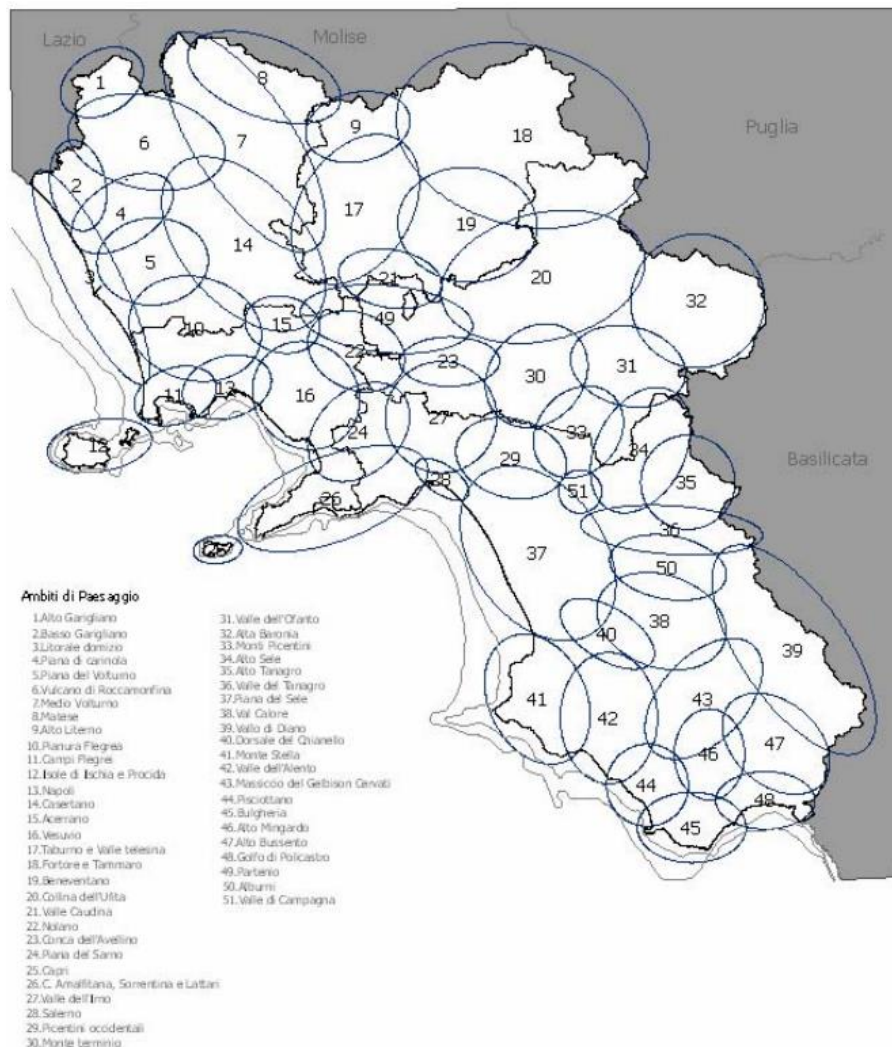 Lazio
Molise
Puglia
Basilicata
1
8
6
7
9
18
2
4
17
19
14
5
20
3
21
32
10
15
49
22
23
30
31
11
13
16
24
27
33
12
29
34
35
28
51
26
36
25
37
50
40
38
39
41
42
43
46
47
44
48
45
Ambiti di Paesaggio
1.Alto Garigliano
2.Basso Garigliano
3.Litorale domizio
4.Piana di carinola
5.Piana del Volturno
6.Vulcano di Roccamonfina
7.Medio Volturno
8.Matese
9.Alto Literno
10.Pianura Flegrea
11.Campi Flegrei
12.Isole di Ischia e Procida
13.Napoli
14.Casertano
15.Acerrano
16.Vesuvio
17.Taburno e Valle telesina
18.Fortore e Tammaro
19.Beneventano
20.Collina dell'Ufita
21.Valle Caudina
22.Nolano
23.Conca dell'Avellino
24.Piana del Sarno
25.Capri
26.C. Amalfitana, Sorrentina e Lattari
27.Valle dell'Irno
28.Salerno
29.Picentini occidentali
30.Monte terminio
31.Valle dell'Ofanto
32.Alta Baronia
33.Monti Picentini
34.Alto Sele
35.Alto Tanagro
36.Valle del Tanagro
37.Piana del Sele
38.Val Calore
39.Vallo di Diano
40.Dorsale del Chianello
41.Monte Stella
42.Valle dell'Alento
43.Massiccio del Gelbison Cervati
44.Pisciottano
45.Bulgheria
46.Alto Mingardo
47.Alto Bussento
48.Golfo di Policastro
49.Partenio
50.Alburni
51.Valle di Campagna